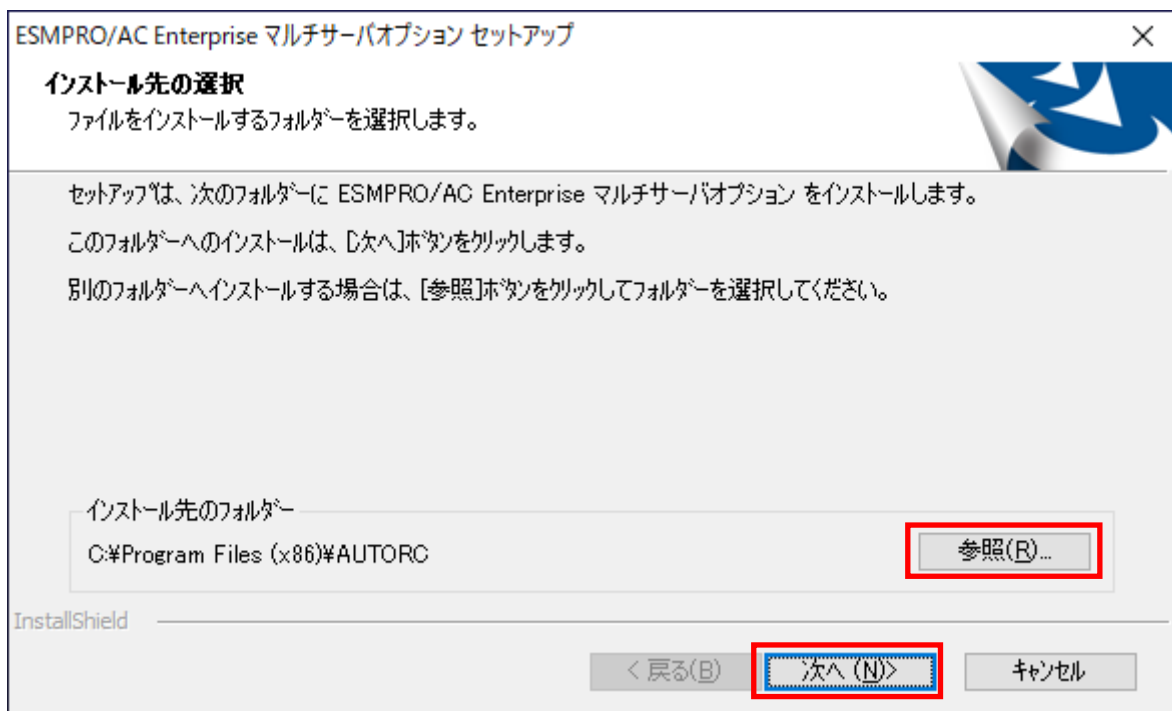 ESMPRO/AC Enterprise マルチサーバオプション セットアップ
インストール先の選択
ファイルをインストールするフォルダーを選択します。
セットアップは、次のフォルダーに ESMPRO/AC Enterprise マルチサーバオプション をインストールします。
このフォルダーへのインストールは、[次へ]ボタンをクリックします。
別のフォルダーへインストールする場合は、[参照]ボタンをクリックしてフォルダーを選択してください。
インストール先のフォルダー
C:¥Program Files (x86)¥AUTORC
参照(R)...
InstallShield
< 戻る(B)
次へ (N)>
キャンセル